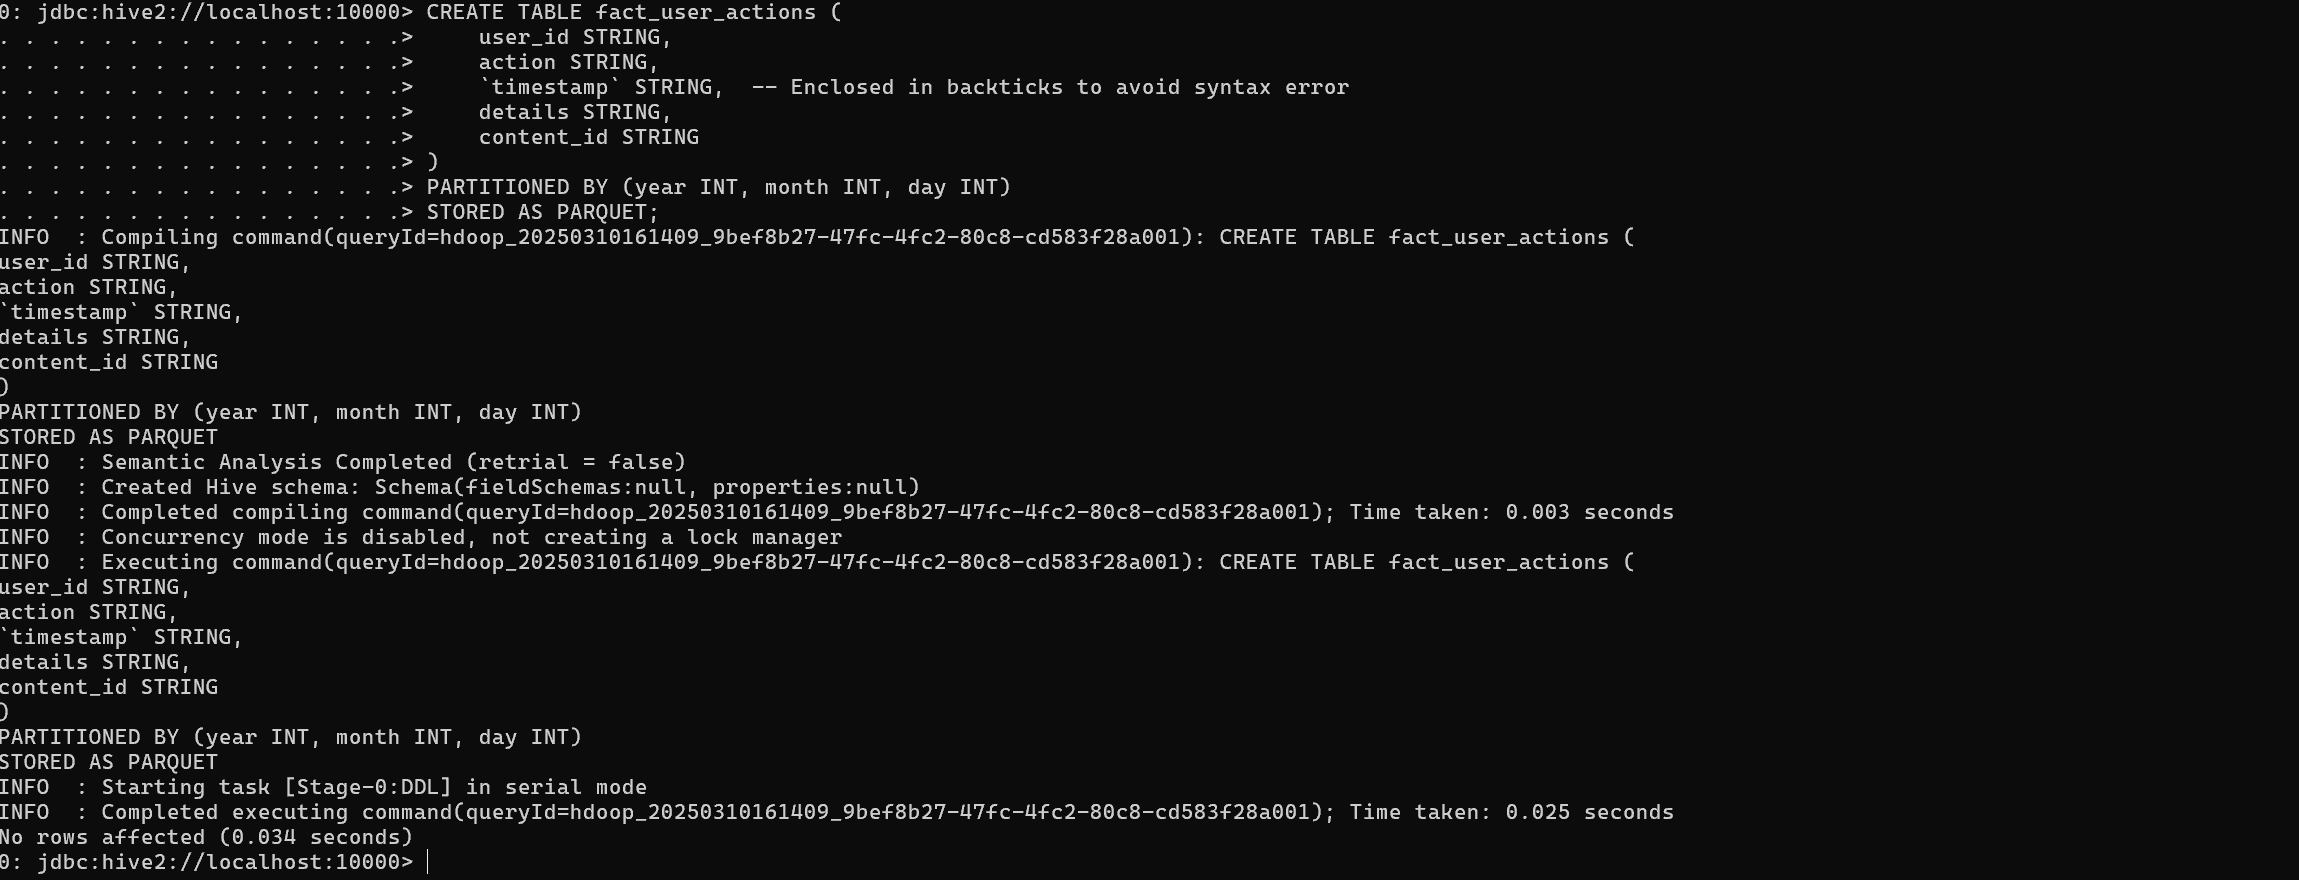 0: jdbc:hive2://localhost:10000> CREATE TABLE fact_user_actions (
. . . . . . . . . . . . . . . .>     user_id STRING,
. . . . . . . . . . . . . . . .>     action STRING,
. . . . . . . . . . . . . . . .>     `timestamp` STRING,  -- Enclosed in backticks to avoid syntax error
. . . . . . . . . . . . . . . .>     details STRING,
. . . . . . . . . . . . . . . .>     content_id STRING
. . . . . . . . . . . . . . . .> )
. . . . . . . . . . . . . . . .> PARTITIONED BY (year INT, month INT, day INT)
. . . . . . . . . . . . . . . .> STORED AS PARQUET;
INFO  : Compiling command(queryId=hdoop_20250310161409_9bef8b27-47fc-4fc2-80c8-cd583f28a001): CREATE TABLE fact_user_actions (
user_id STRING,
action STRING,
`timestamp` STRING,
details STRING,
content_id STRING
)
PARTITIONED BY (year INT, month INT, day INT)
STORED AS PARQUET
INFO  : Semantic Analysis Completed (retrial = false)
INFO  : Created Hive schema: Schema(fieldSchemas:null, properties:null)
INFO  : Completed compiling command(queryId=hdoop_20250310161409_9bef8b27-47fc-4fc2-80c8-cd583f28a001); Time taken: 0.003 seconds
INFO  : Concurrency mode is disabled, not creating a lock manager
INFO  : Executing command(queryId=hdoop_20250310161409_9bef8b27-47fc-4fc2-80c8-cd583f28a001): CREATE TABLE fact_user_actions (
user_id STRING,
action STRING,
`timestamp` STRING,
details STRING,
content_id STRING
)
PARTITIONED BY (year INT, month INT, day INT)
STORED AS PARQUET
INFO  : Starting task [Stage-0:DDL] in serial mode
INFO  : Completed executing command(queryId=hdoop_20250310161409_9bef8b27-47fc-4fc2-80c8-cd583f28a001); Time taken: 0.025 seconds
No rows affected (0.034 seconds)
0: jdbc:hive2://localhost:10000>